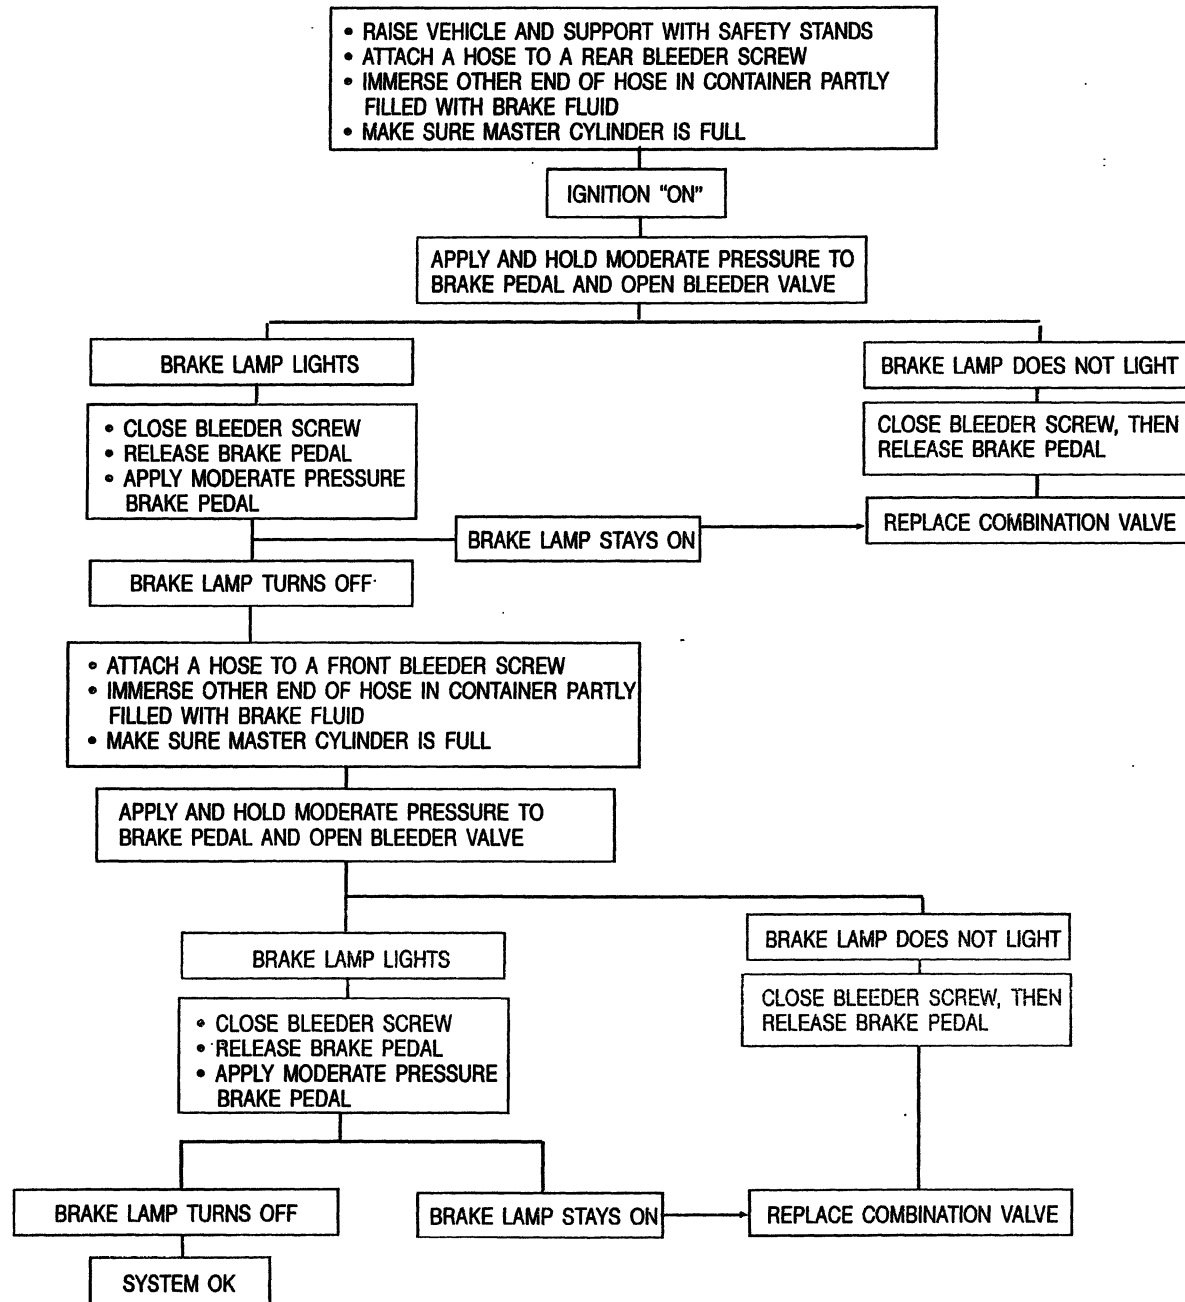 • RAISE VEHICLE AND SUPPORT WITH SAFETY STANDS
• ATTACH A HOSE TO A REAR BLEEDER SCREW
• IMMERSE OTHER END OF HOSE IN CONTAINER PARTLY
FILLED WITH BRAKE FLUID
• MAKE SURE MASTER CYLINDER IS FULL
IGNITION "ON"
APPLY AND HOLD MODERATE PRESSURE TO
BRAKE PEDAL AND OPEN BLEEDER VALVE
BRAKE LAMP LIGHTS
BRAKE LAMP DOES NOT LIGHT
• CLOSE BLEEDER SCREW
• RELEASE BRAKE PEDAL
• APPLY MODERATE PRESSURE
BRAKE PEDAL
CLOSE BLEEDER SCREW, THEN
RELEASE BRAKE PEDAL
BRAKE LAMP STAYS ON
REPLACE COMBINATION VALVE
BRAKE LAMP TURNS OFF
• ATTACH A HOSE TO A FRONT BLEEDER SCREW
• IMMERSE OTHER END OF HOSE IN CONTAINER PARTLY
FILLED WITH BRAKE FLUID
• MAKE SURE MASTER CYLINDER IS FULL
APPLY AND HOLD MODERATE PRESSURE TO
BRAKE PEDAL AND OPEN BLEEDER VALVE
BRAKE LAMP LIGHTS
BRAKE LAMP DOES NOT LIGHT
• CLOSE BLEEDER SCREW
• RELEASE BRAKE PEDAL
• APPLY MODERATE PRESSURE
BRAKE PEDAL
CLOSE BLEEDER SCREW, THEN
RELEASE BRAKE PEDAL
BRAKE LAMP TURNS OFF
BRAKE LAMP STAYS ON
REPLACE COMBINATION VALVE
SYSTEM OK